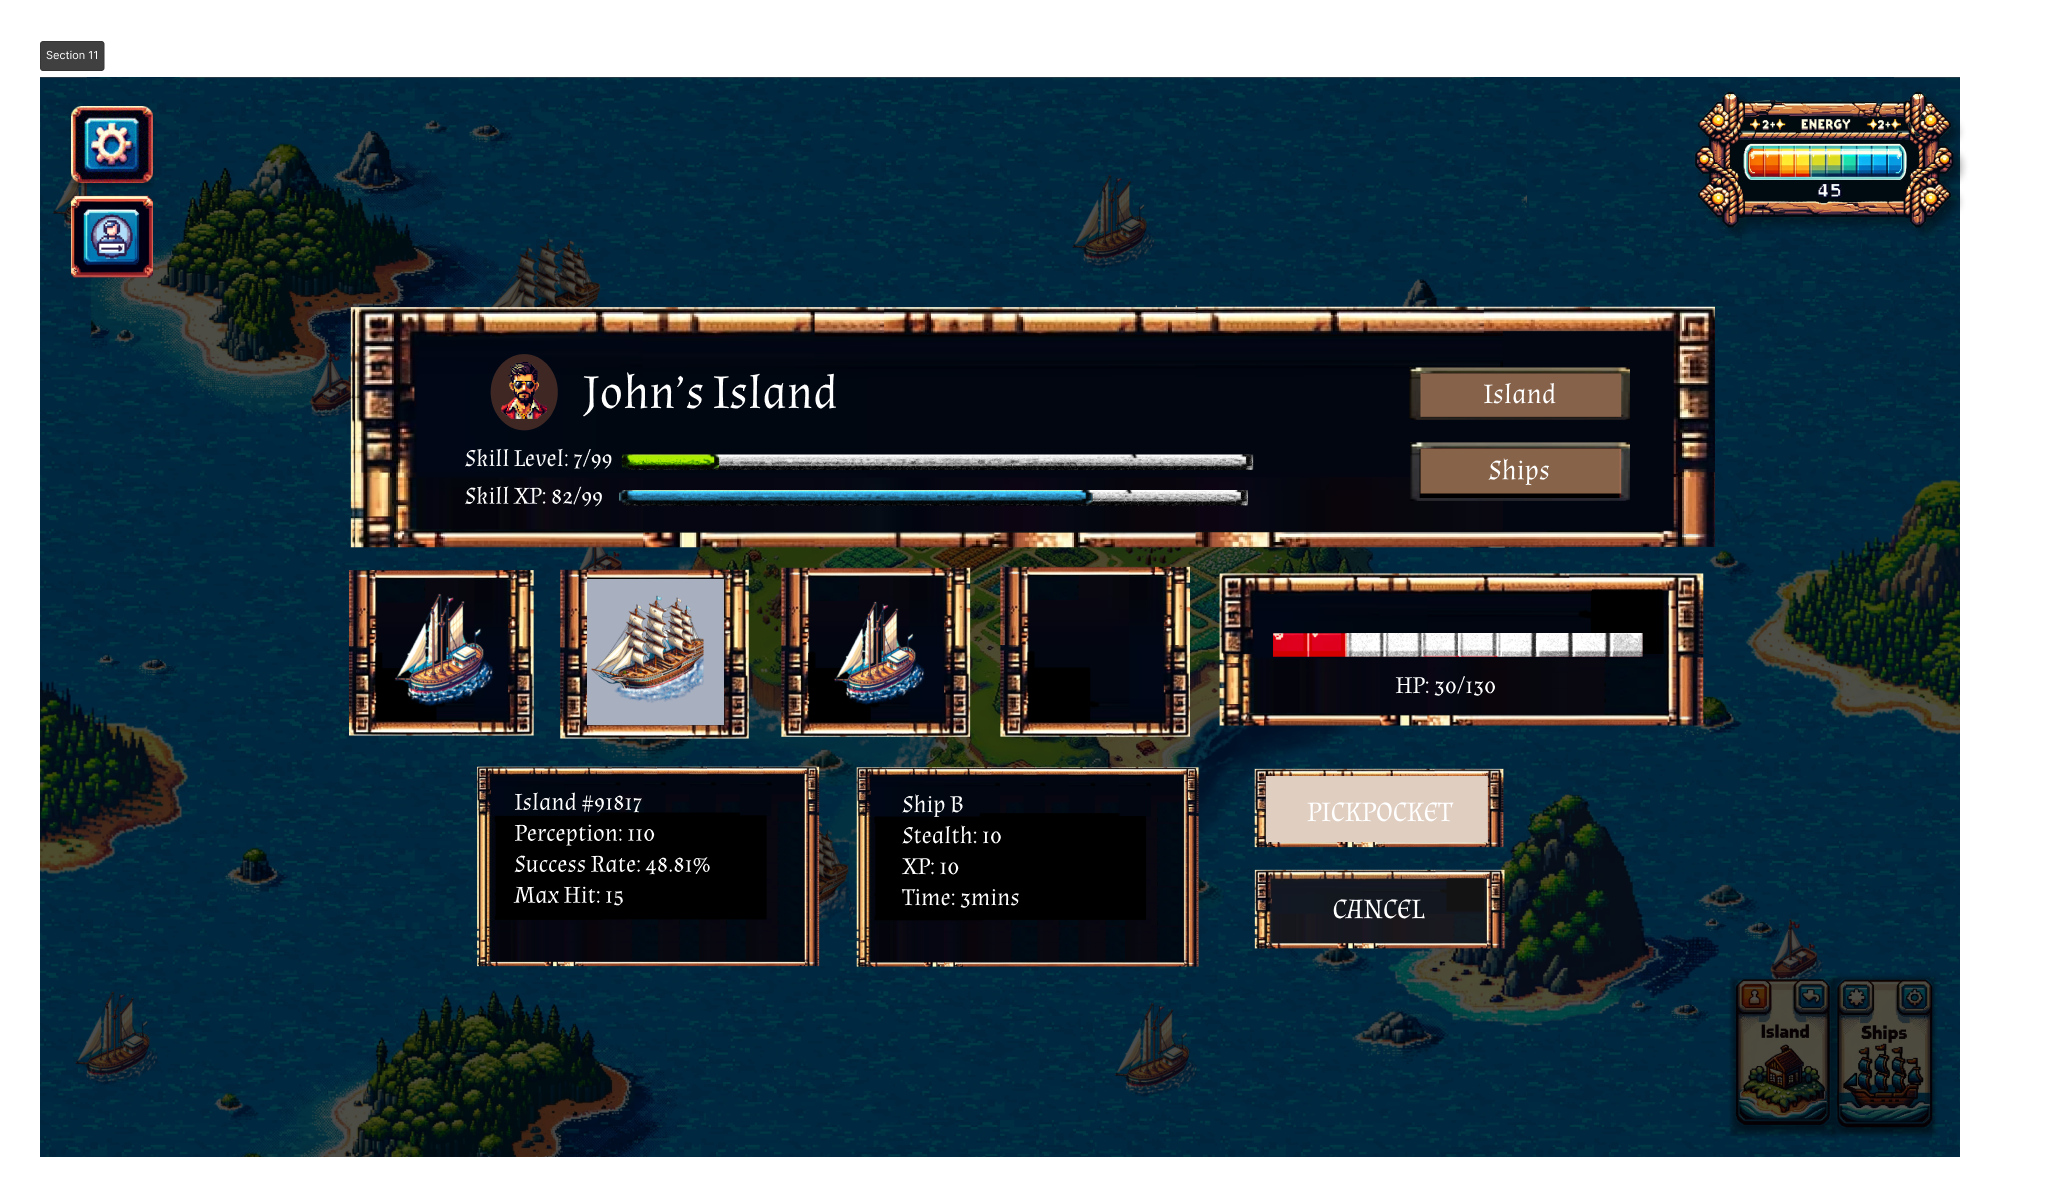 Section 11
2+ ENERGY 2+
45
John's Island
Island
Skill Level: 7/99
Skill XP: 82/99
Ships
HP: 30/130
Island #91817
Perception: 110
Success Rate: 48.81%
Max Hit: 15
Ship B
Stealth: 10
XP: 10
Time: 3mins
PICKPOCKET
CANCEL
Island
Ships